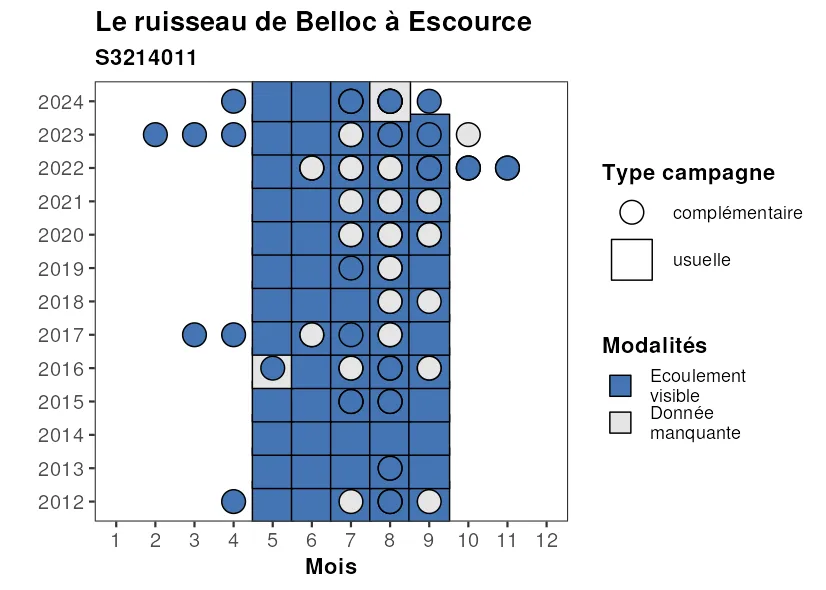 Le ruisseau de Belloc à Escource
S3214011
2024
2023
2022
2021
2020
2019
2018
2017
2016
2015
2014
2013
2012
1 2 3 4 5 6 7 8 9 10 11 12
Mois
Type campagne
complémentaire
usuelle
Modalités
Ecoulement
visible
Donnée
manquante